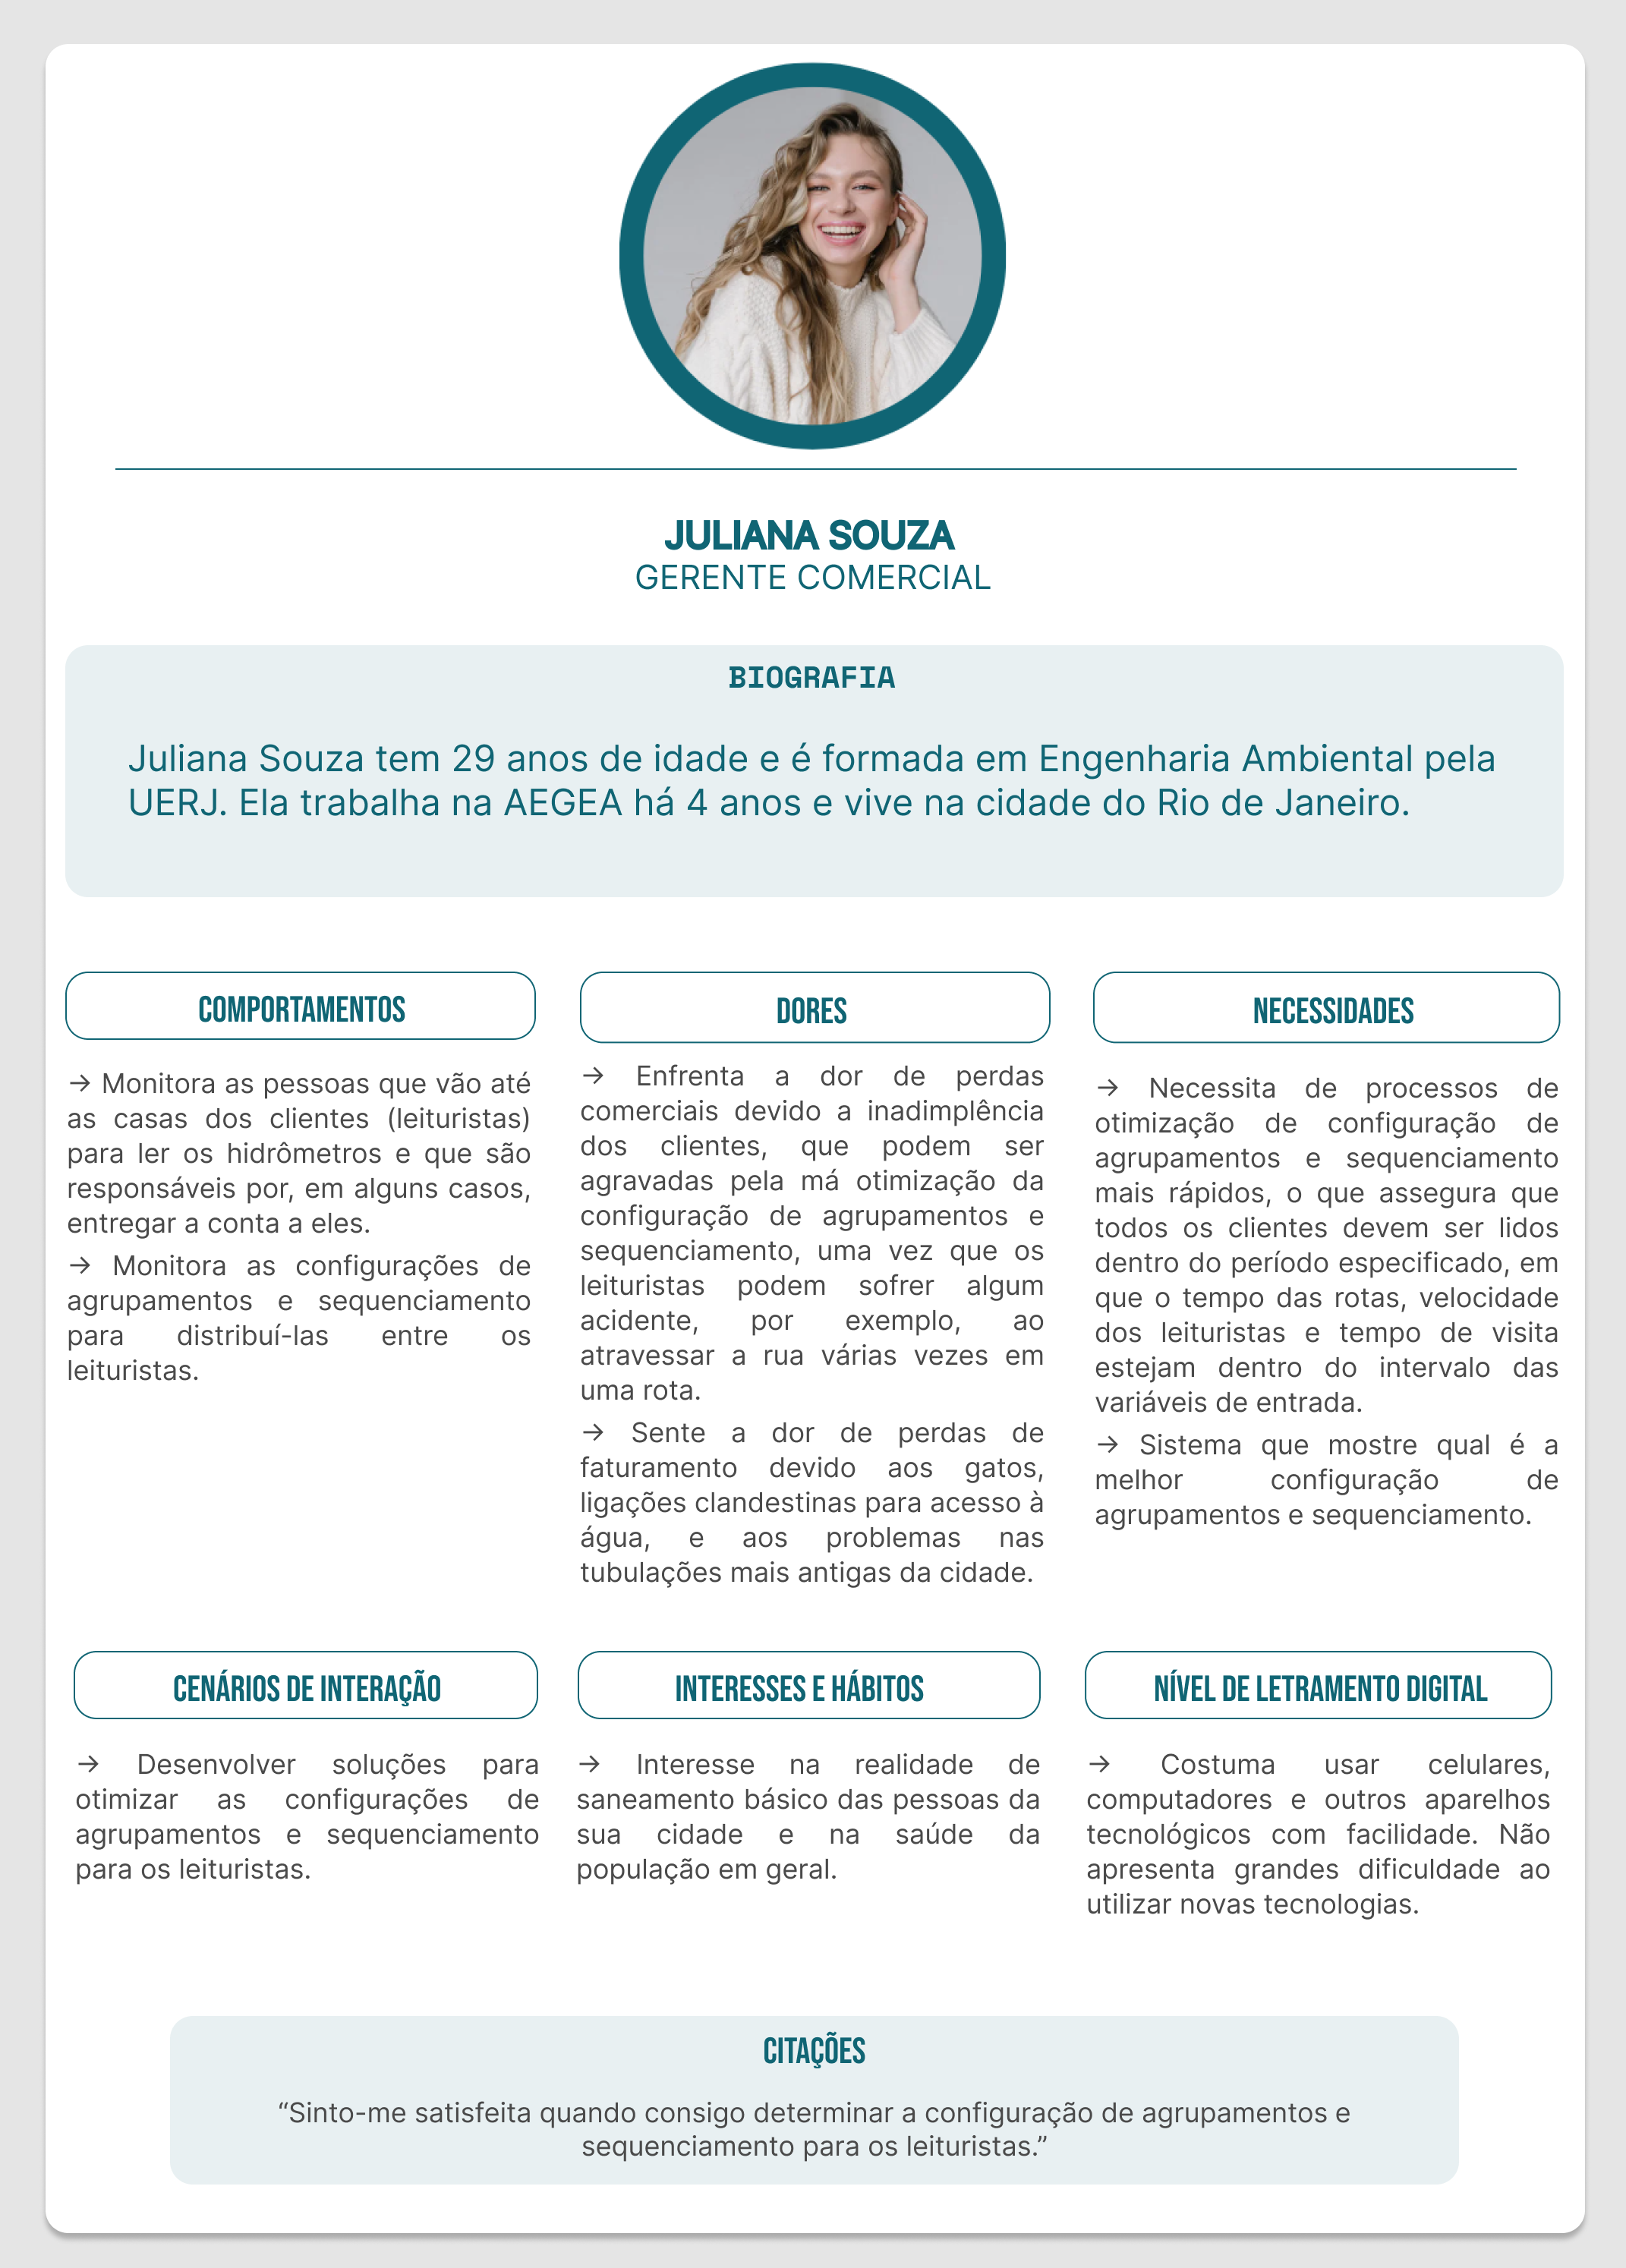 JULIANA SOUZA
GERENTE COMERCIAL
BIOGRAFIA
Juliana Souza tem 29 anos de idade e é formada em Engenharia Ambiental pela
UERJ. Ela trabalha na AEGEA há 4 anos e vive na cidade do Rio de Janeiro.
COMPORTAMENTOS
→ Monitora as pessoas que vão até
as casas dos clientes (leituristas)
para ler os hidrômetros e que são
responsáveis por, em alguns casos,
entregar a conta a eles.
→ Monitora as configurações de
agrupamentos e sequenciamento
para distribuí-las entre os
leituristas.
DORES
→ Enfrenta a dor de perdas
comerciais devido a inadimplência
dos clientes, que podem ser
agravadas pela má otimização da
configuração de agrupamentos e
sequenciamento, uma vez que os
leituristas podem sofrer algum
acidente, por exemplo, ao
atravessar a rua várias vezes em
uma rota.
→ Sente a dor de perdas de
faturamento devido aos gatos,
ligações clandestinas para acesso à
água, e aos problemas nas
tubulações mais antigas da cidade.
NECESSIDADES
→ Necessita de processos de
otimização de configuração de
agrupamentos e sequenciamento
mais rápidos, o que assegura que
todos os clientes devem ser lidos
dentro do período especificado, em
que o tempo das rotas, velocidade
dos leituristas e tempo de visita
estejam dentro do intervalo das
variáveis de entrada.
→ Sistema que mostre qual é a
melhor configuração de
agrupamentos e sequenciamento.
CENÁRIOS DE INTERAÇÃO
→ Desenvolver soluções para
otimizar as configurações de
agrupamentos e sequenciamento
para os leituristas.
INTERESSES E HÁBITOS
→ Interesse na realidade de
saneamento básico das pessoas da
sua cidade e na saúde da
população em geral.
NÍVEL DE LETRAMENTO DIGITAL
→ Costuma usar celulares,
computadores e outros aparelhos
tecnológicos com facilidade. Não
apresenta grandes dificuldade ao
utilizar novas tecnologias.
CITAÇÕES
“Sinto-me satisfeita quando consigo determinar a configuração de agrupamentos e
sequenciamento para os leituristas.”